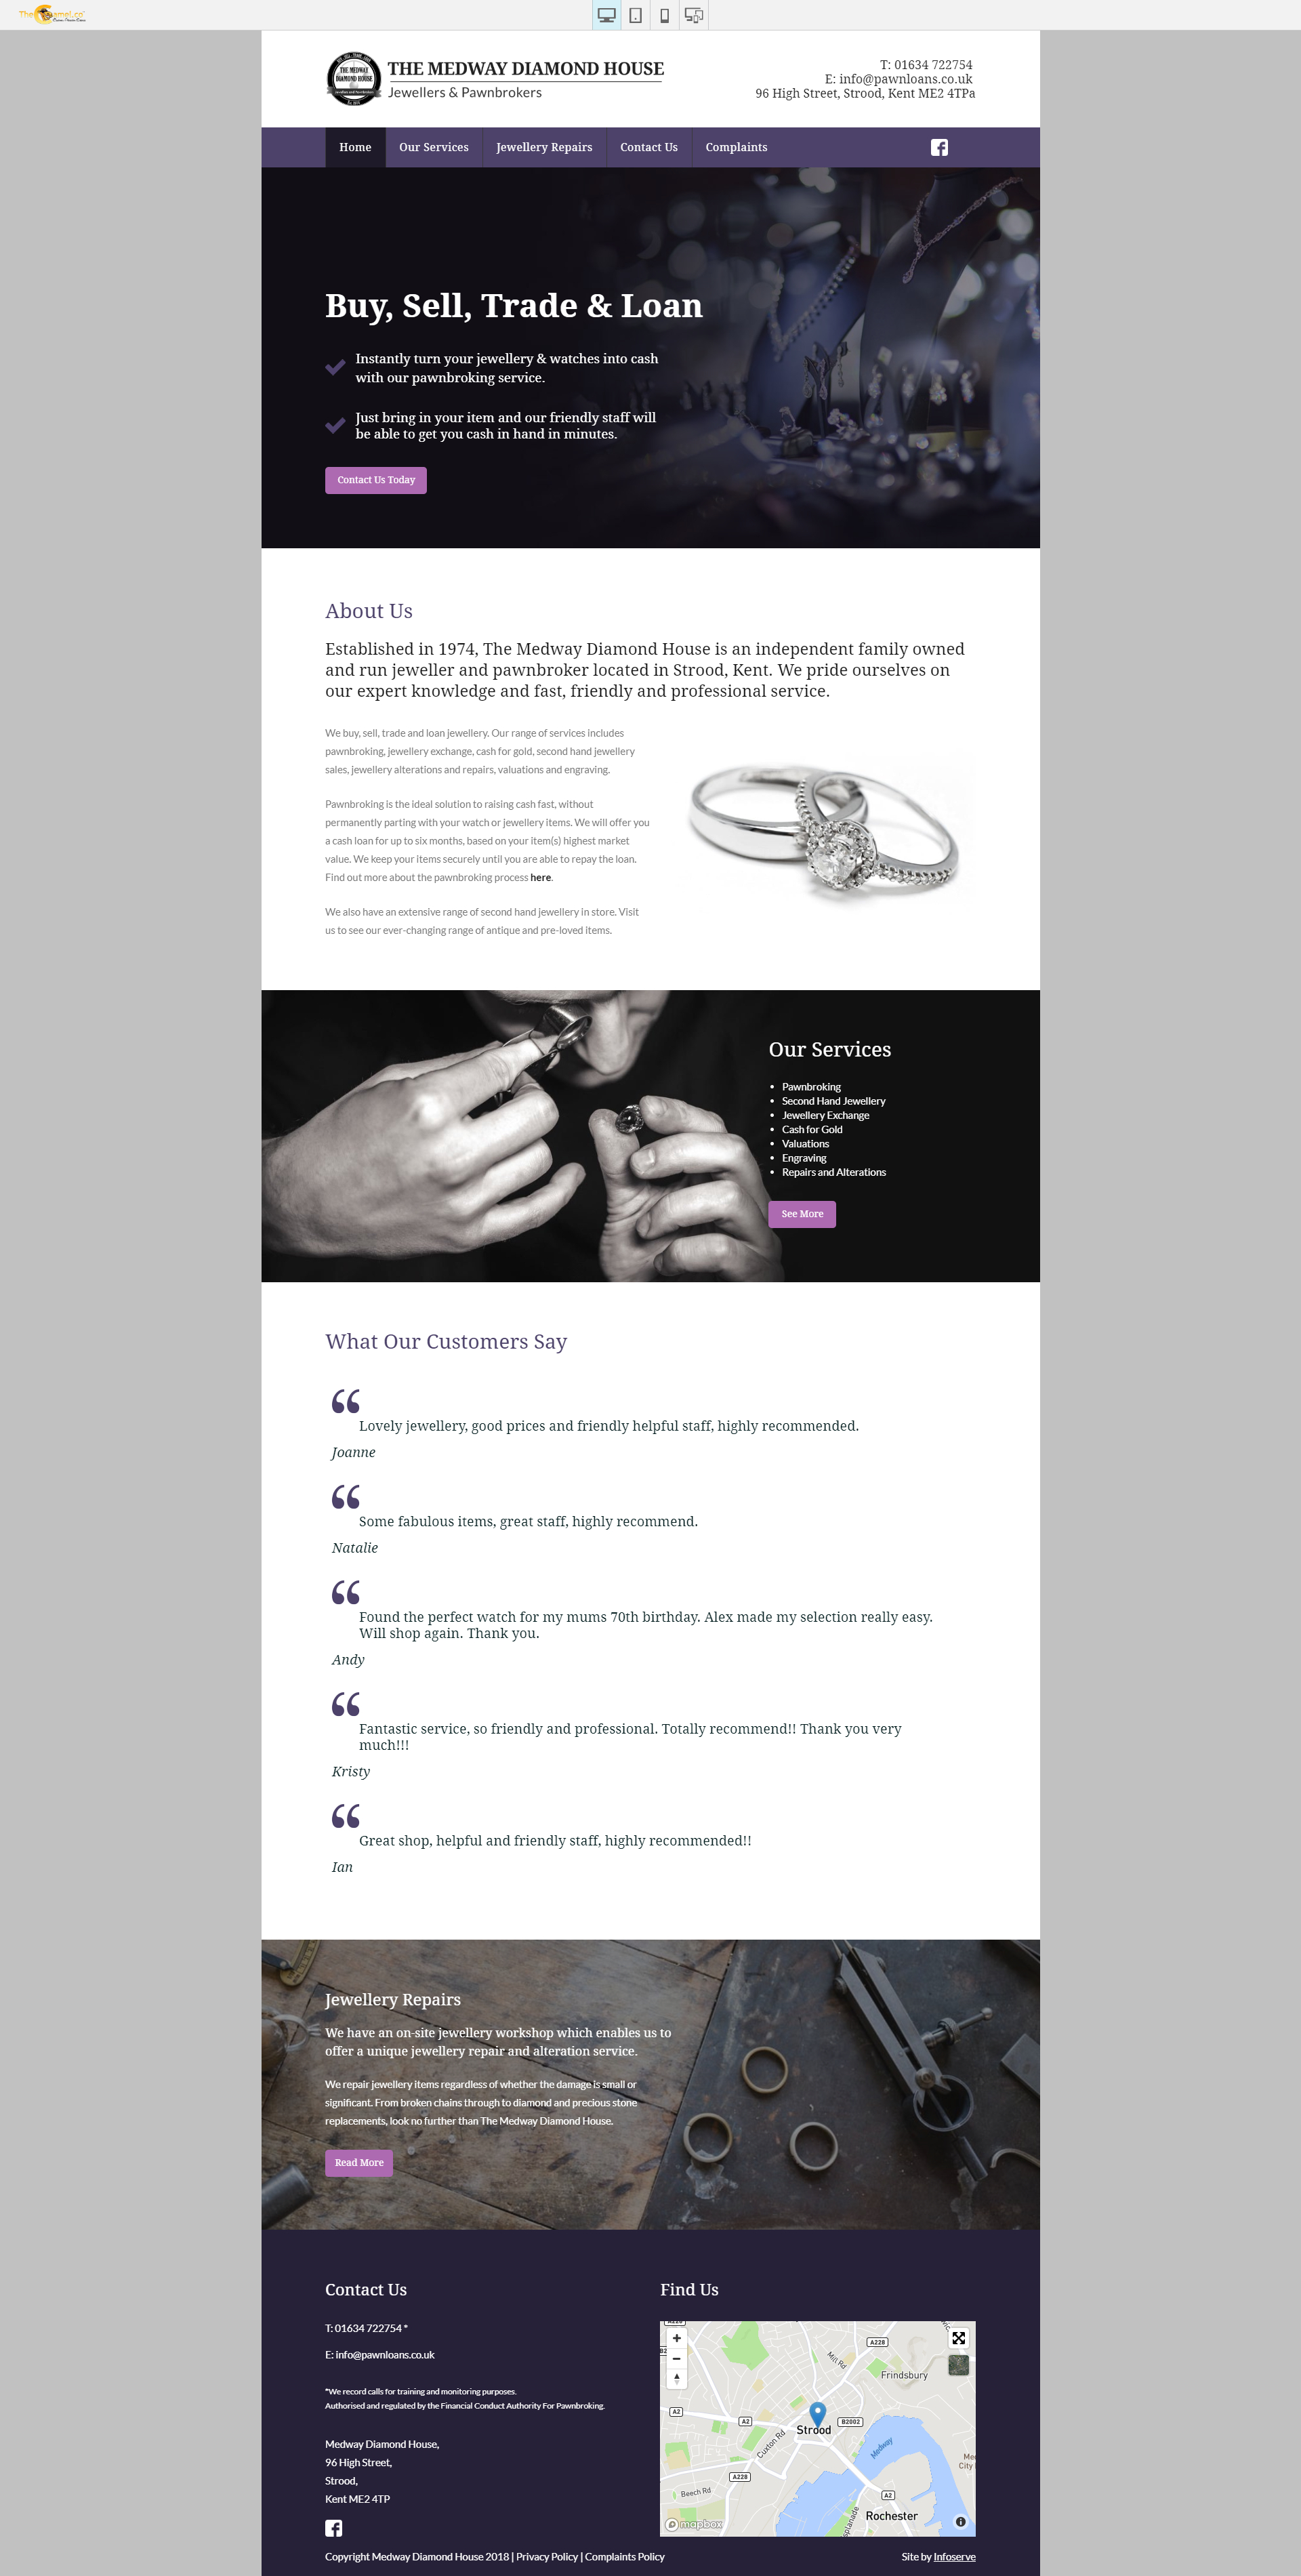 THE MEDWAY DIAMOND HOUSE
Jewellers & Pawnbrokers
THE MEDWAY
DIAMOND HOUSE
T: 01634 722754
E: info@pawnloans.co.uk
96 High Street, Strood, Kent ME2 4TPa
Home
Our Services
Jewellery Repairs
Contact Us
Complaints
Buy, Sell, Trade & Loan
Instantly turn your jewellery & watches into cash
with our pawnbroking service.
Just bring in your item and our friendly staff will
be able to get you cash in hand in minutes.
Contact Us Today
About Us
Established in 1974, The Medway Diamond House is an independent family owned
and run jeweller and pawnbroker located in Strood, Kent. We pride ourselves on
our expert knowledge and fast, friendly and professional service.
We buy, sell, trade and loan jewellery. Our range of services includes
pawnbroking, jewellery exchange, cash for gold, second hand jewellery
sales, jewellery alterations and repairs, valuations and engraving.
Pawnbroking is the ideal solution to raising cash fast, without
permanently parting with your watch or jewellery items. We will offer you
a cash loan for up to six months, based on your item(s) highest market
value. We keep your items securely until you are able to repay the loan.
Find out more about the pawnbroking process here.
We also have an extensive range of second hand jewellery in store. Visit
us to see our ever-changing range of antique and pre-loved items.
Our Services
• Pawnbroking
• Second Hand Jewellery
• Jewellery Exchange
• Cash for Gold
• Valuations
• Engraving
• Repairs and Alterations
See More
What Our Customers Say
“
Lovely jewellery, good prices and friendly helpful staff, highly recommended.
Joanne
“
Some fabulous items, great staff, highly recommend.
Natalie
“
Found the perfect watch for my mums 70th birthday. Alex made my selection really easy.
Will shop again. Thank you.
Andy
“
Fantastic service, so friendly and professional. Totally recommend!! Thank you very
much!!!
Kristy
“
Great shop, helpful and friendly staff, highly recommended!!
Ian
Jewellery Repairs
We have an on-site jewellery workshop which enables us to
offer a unique jewellery repair and alteration service.
We repair jewellery items regardless of whether the damage is small or
significant. From broken chains through to diamond and precious stone
replacements, look no further than The Medway Diamond House.
Read More
Contact Us
T: 01634 722754 *
E: info@pawnloans.co.uk
*We record calls for training and monitoring purposes.
Authorised and regulated by the Financial Conduct Authority For Pawnbroking.
Medway Diamond House,
96 High Street,
Strood,
Kent ME2 4TP
Find Us
A228
Mill Rd
Frindsbury
A2
A2
B2002
Strood
Cuxton Rd
Medway
A228
Beech Rd
A2
Rochester
mapbox
Copyright Medway Diamond House 2018 | Privacy Policy | Complaints Policy
Site by Infoserve